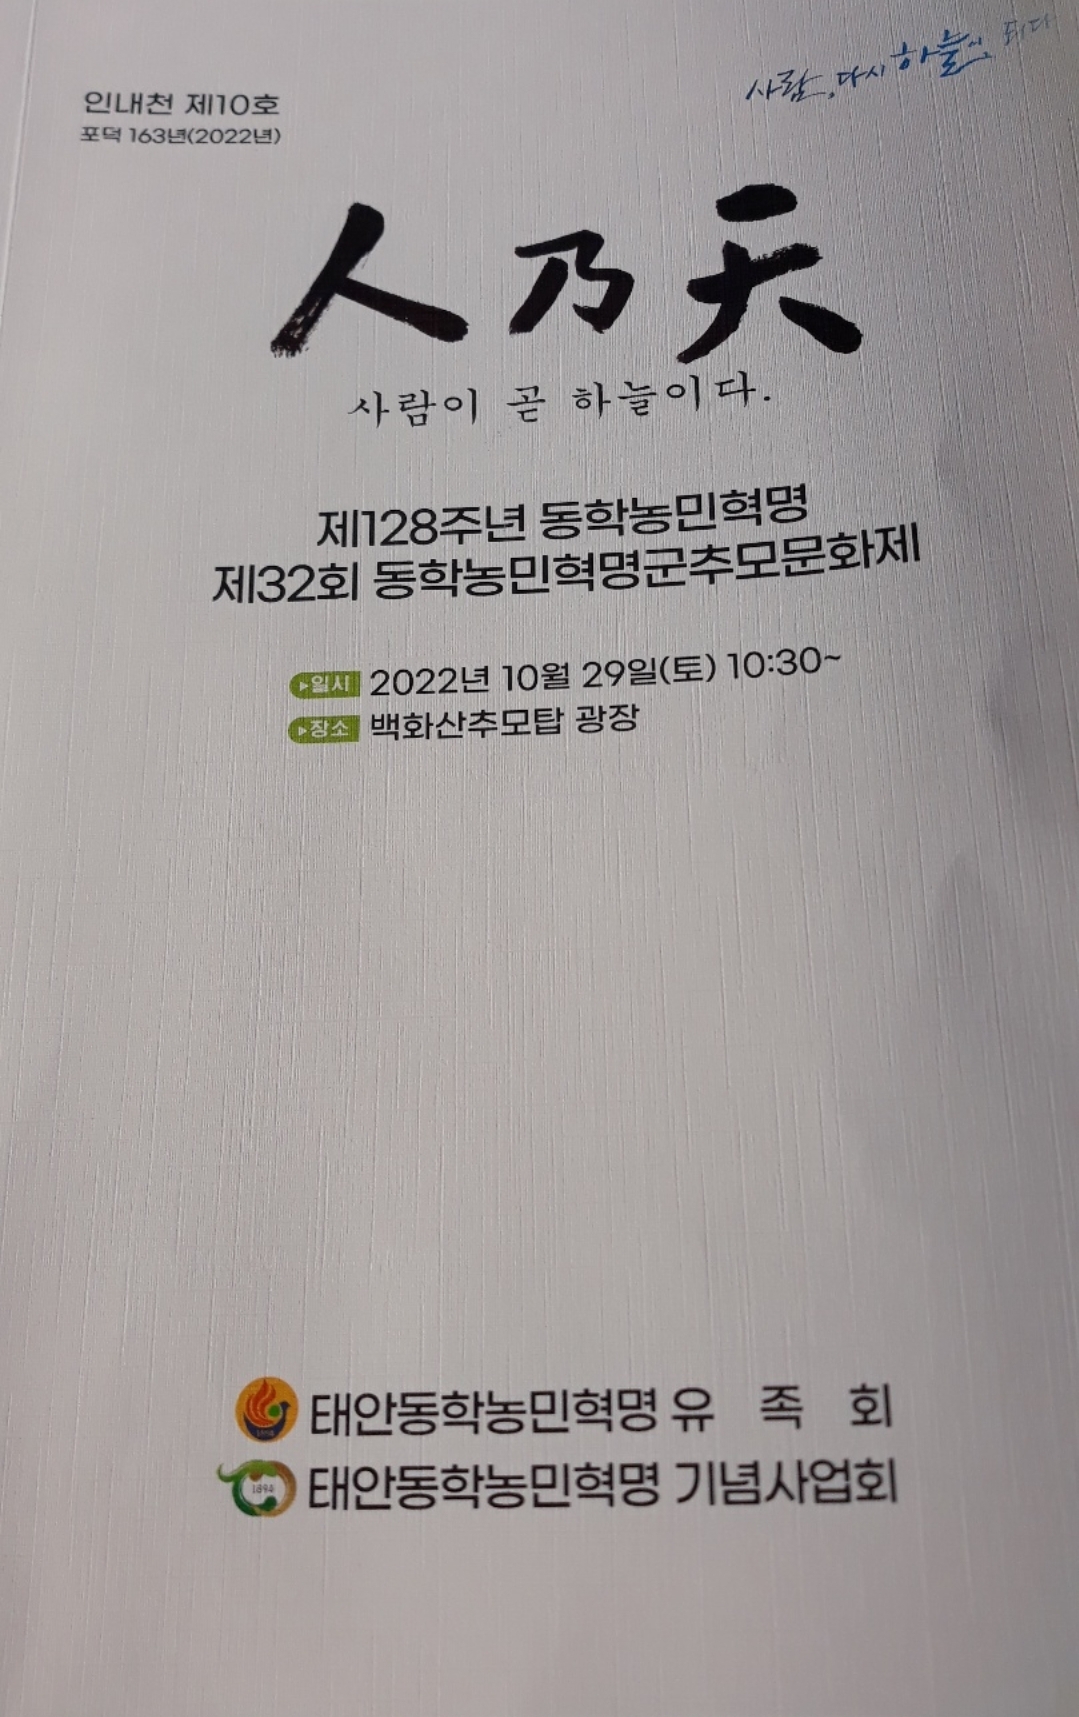 사람, 다시 하늘이 되다
인내천 제10호
포덕 163년(2022년)
人乃天
사람이 곧 하늘이다.
제128주년 동학농민혁명
제32회 동학농민혁명군추모문화제
▸일시 2022년 10월 29일(토) 10:30~
▸장소 백화산추모탑 광장
태안동학농민혁명 유 족 회
1894 태안동학농민혁명 기념사업회